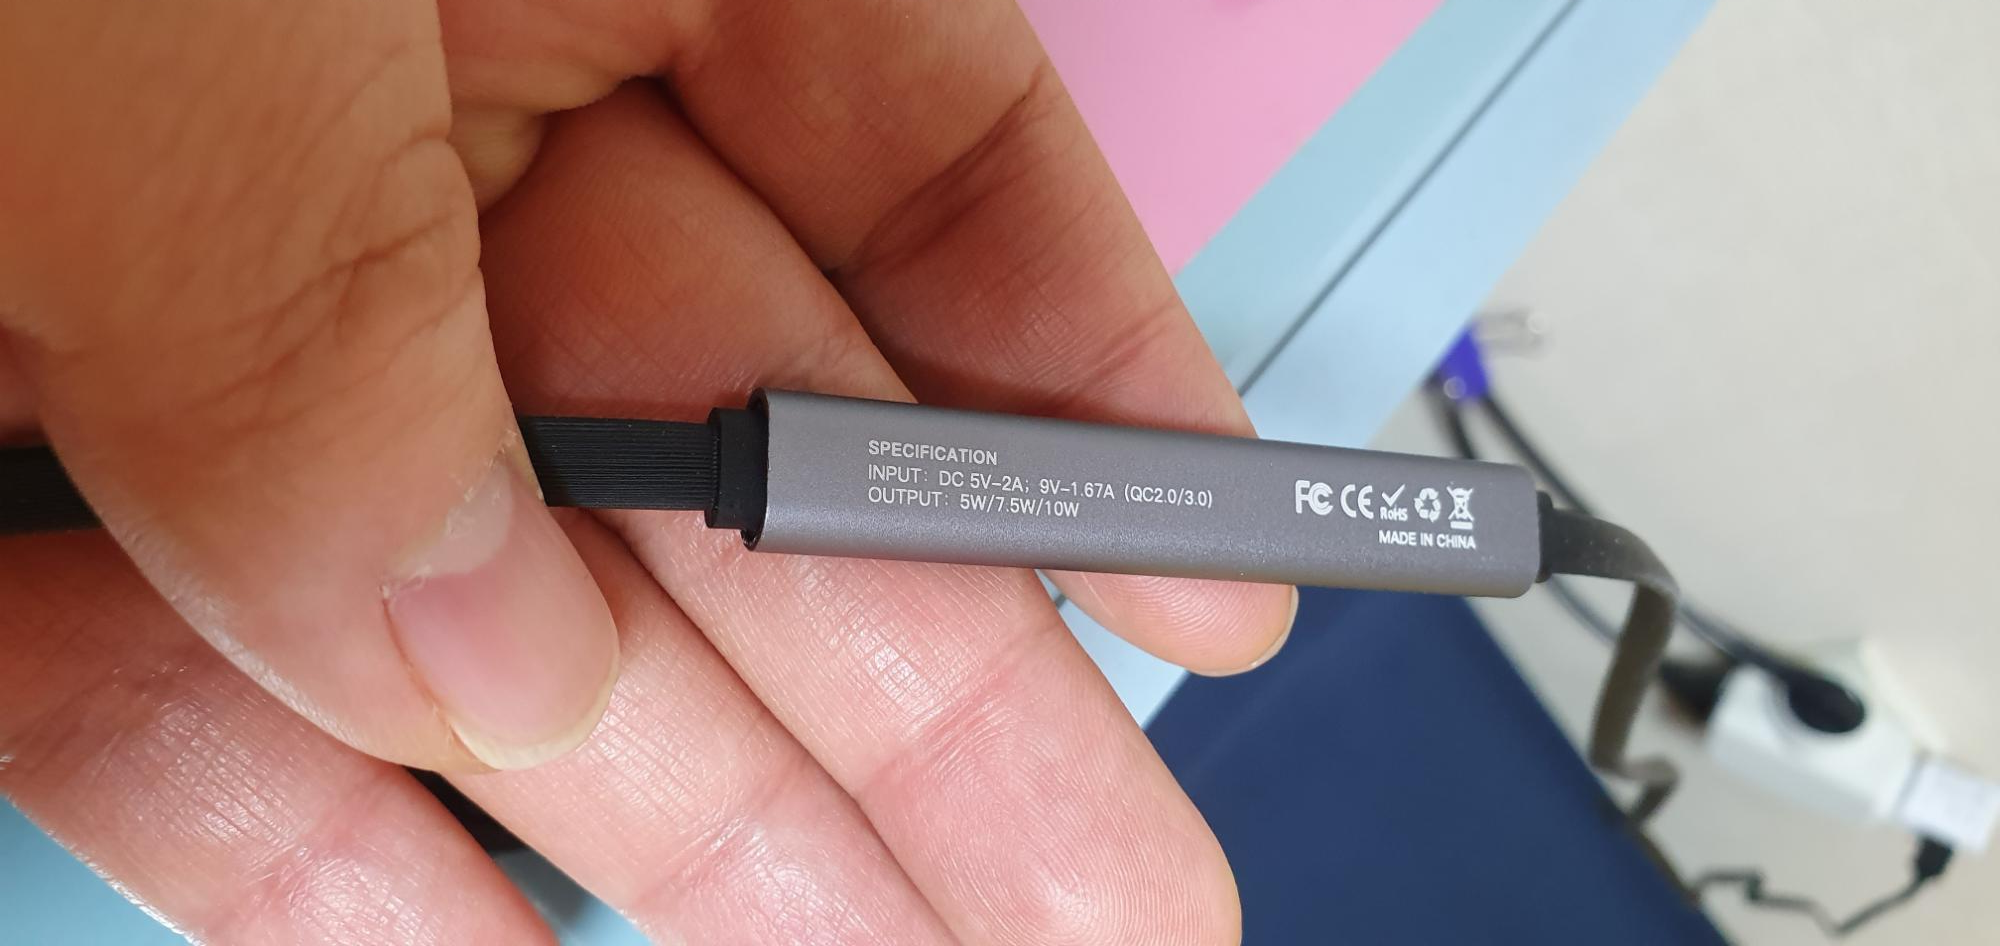 SPECIFICATION
INPUT: DC 5V-2A; 9V-1.67A (QC2.0/3.0)
OUTPUT: 5W/7.5W/10W
FC CE RoHS
MADE IN CHINA